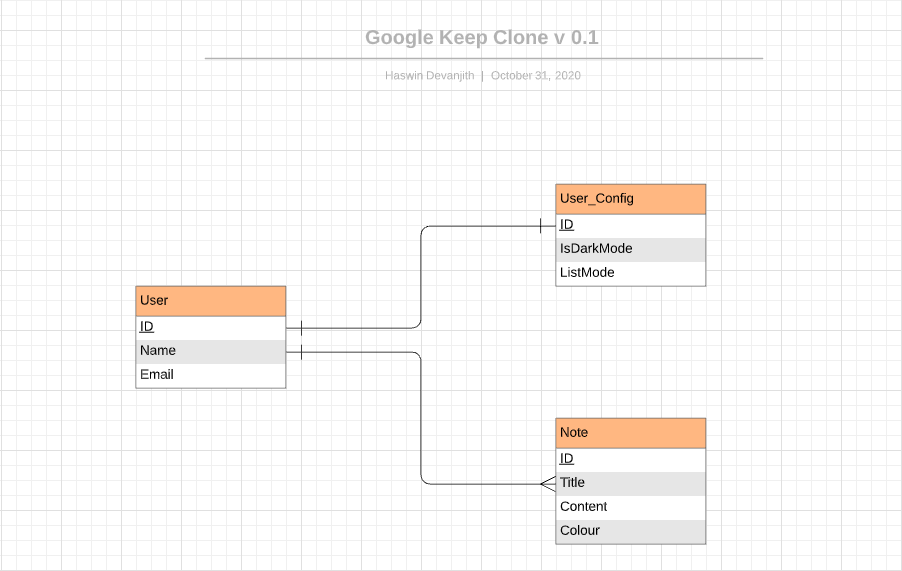 Google Keep Clone v 0.1
Haswin Devanjith | October 31, 2020
User_Config
ID
IsDarkMode
ListMode
User
ID
Name
Email
Note
ID
Title
Content
Colour